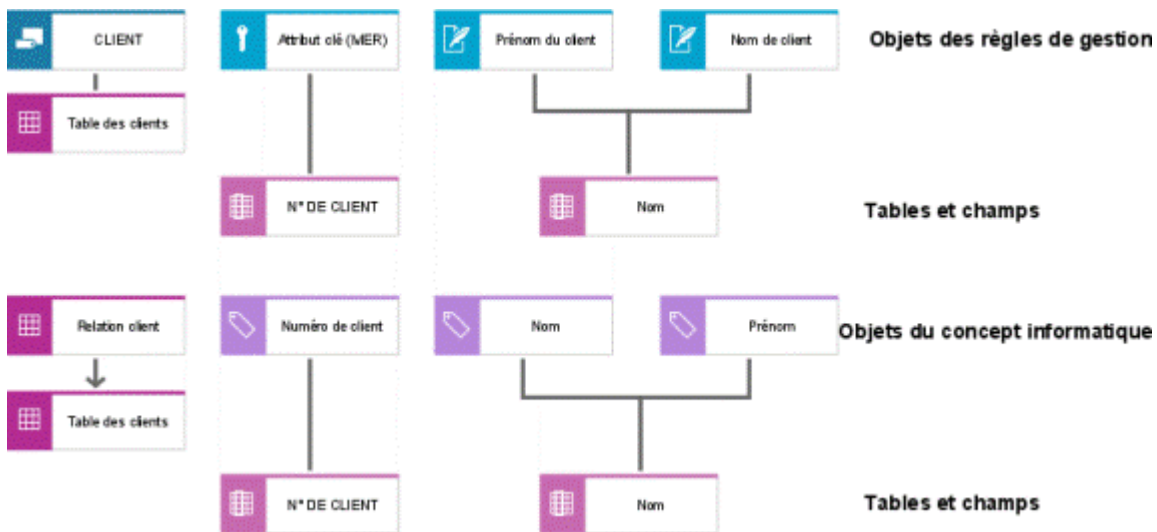 CLIENT
Attribut clé (MER)
Prénom du client
Nom de client
Objets des règles de gestion
Table des clients
N° DE CLIENT
Nom
Tables et champs
Relation client
Numéro de client
Nom
Prénom
Objets du concept informatique
Table des clients
N° DE CLIENT
Nom
Tables et champs